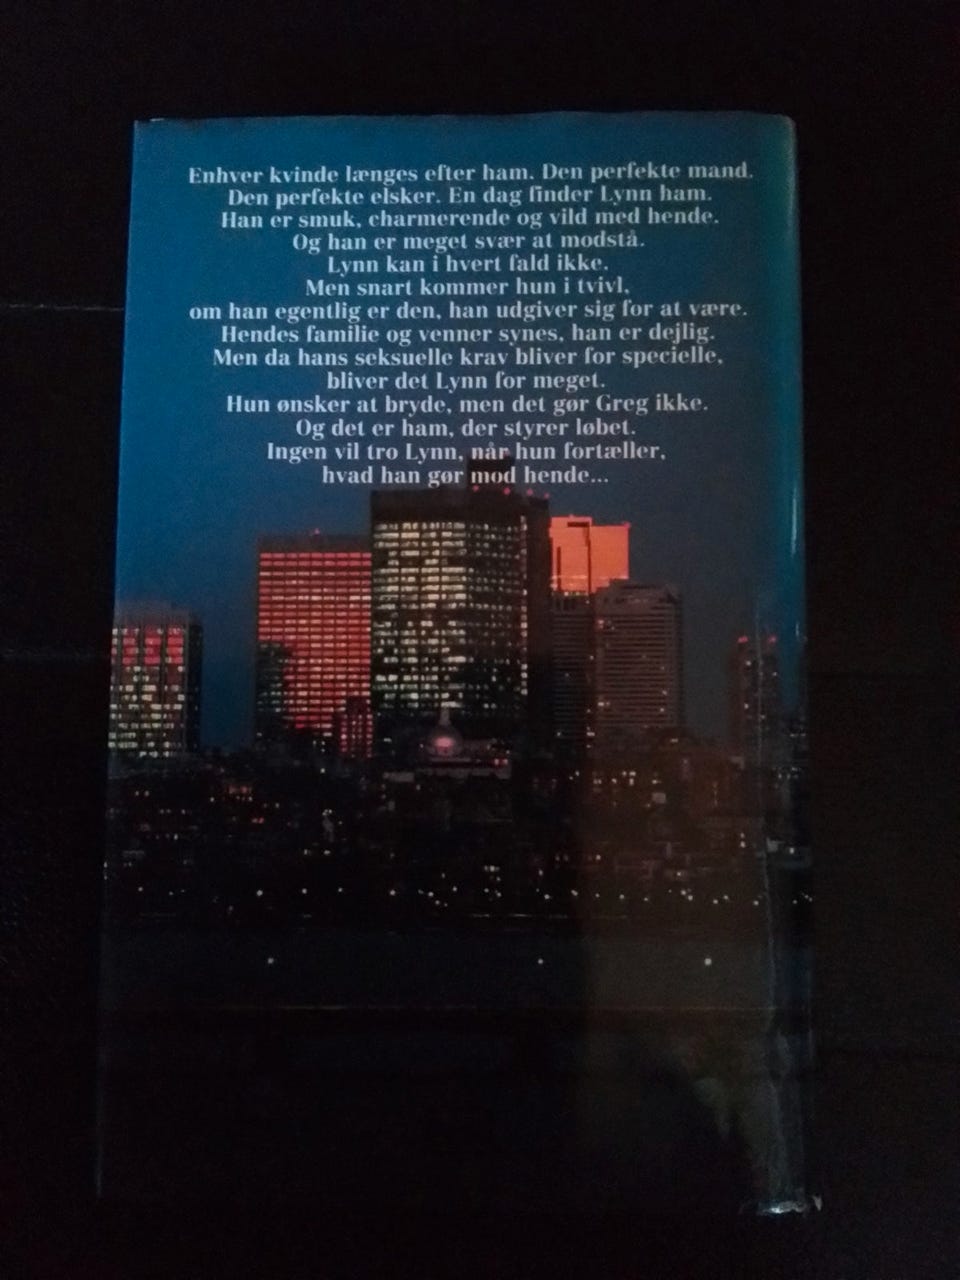 Enhver kvinde længes efter ham. Den perfekte mand.
Den perfekte elsker. En dag finder Lynn ham.
Han er smuk, charmerende og vild med hende.
Og han er meget svær at modstå.
Lynn kan i hvert fald ikke.
Men snart kommer hun i tvivl,
om han egentlig er den, han udgiver sig for at være.
Hendes familie og venner synes, han er dejlig.
Men da hans seksuelle krav bliver for specielle,
bliver det Lynn for meget.
Hun ønsker at bryde, men det gør Greg ikke.
Og det er ham, der styrer løbet.
Ingen vil tro Lynn, når hun fortæller,
hvad han gør mod hende...